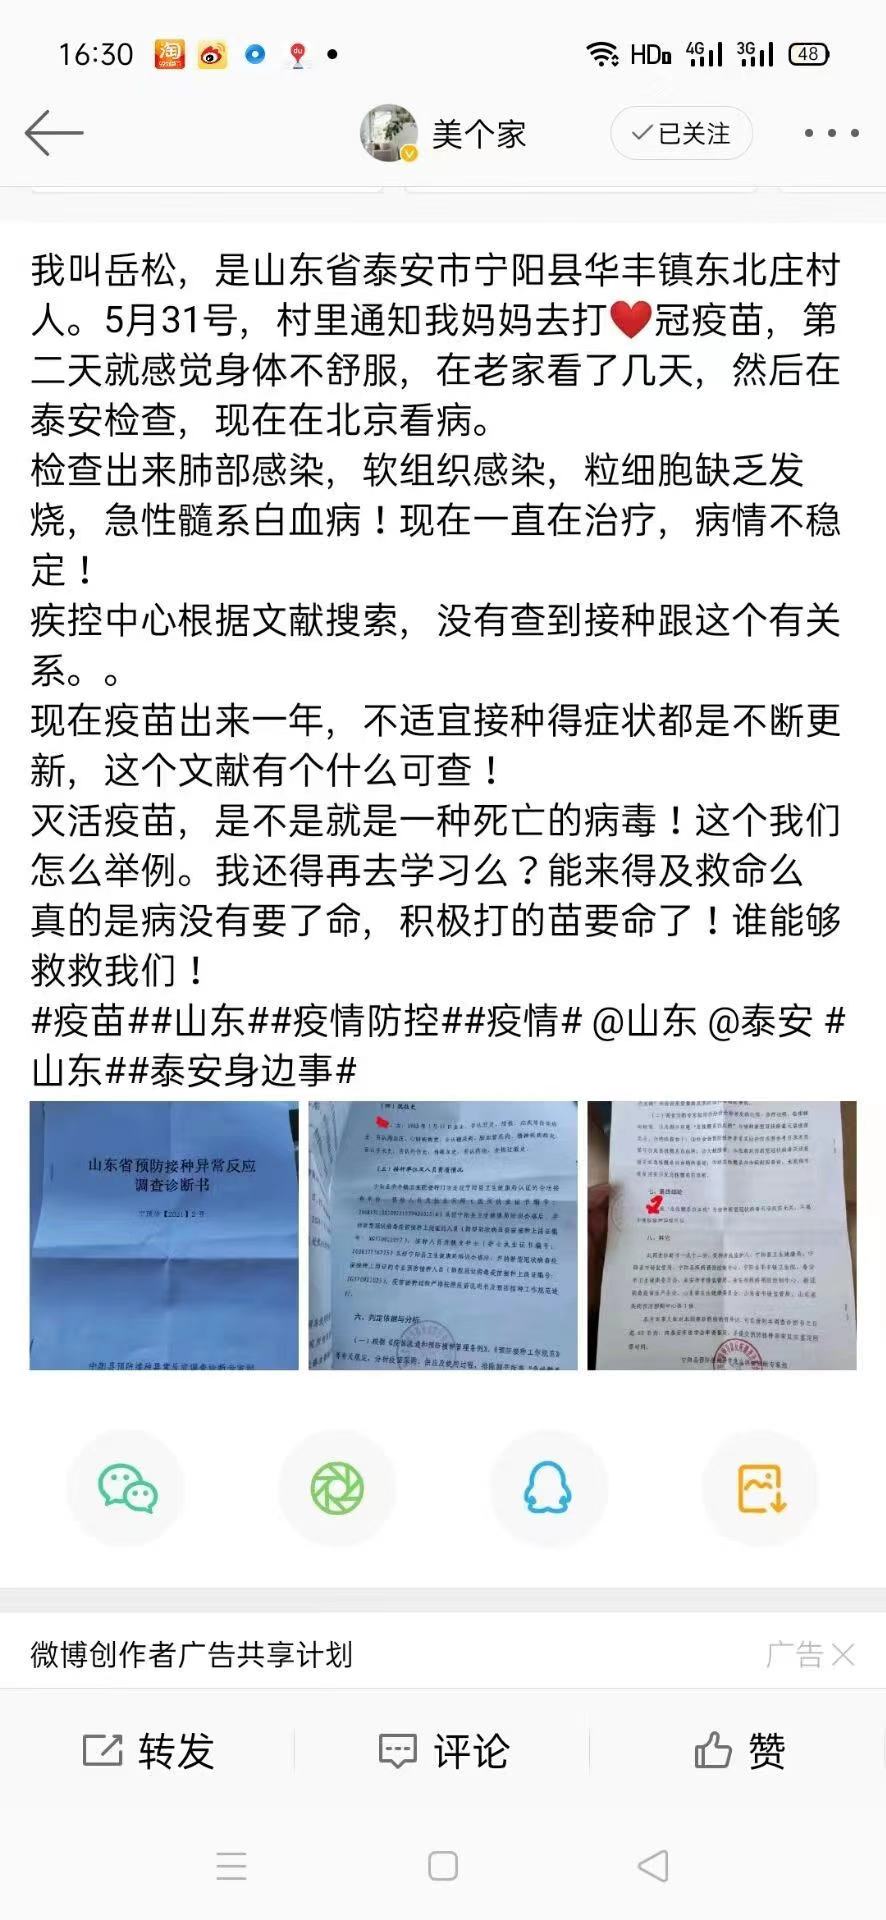 16:30
淘
du
HD
4G
3G
48
美个家
已关注
我叫岳松，是山东省泰安市宁阳县华丰镇东北庄村
人。5月31号，村里通知我妈妈去打❤️冠疫苗，第
二天就感觉身体不舒服，在老家看了几天，然后在
泰安检查，现在在北京看病。
检查出来肺部感染，软组织感染，粒细胞缺乏发
烧，急性髓系白血病！现在一直在治疗，病情不稳
定！
疾控中心根据文献搜索，没有查到接种跟这个有关
系。。
现在疫苗出来一年，不适宜接种得症状都是不断更
新，这个文献有个什么可查！
灭活疫苗，是不是就是一种死亡的病毒！这个我们
怎么举例。我还得再去学习么？能来得及救命么
真的是病没有要了命，积极打的苗要命了！谁能够
救救我们！
#疫苗##山东##疫情防控##疫情# @山东 @泰安 #
山东##泰安身边事#
山东省预防接种异常反应
调查诊断书
六、判定依据与分析
八、其它
微博创作者广告共享计划
广告
转发
评论
赞